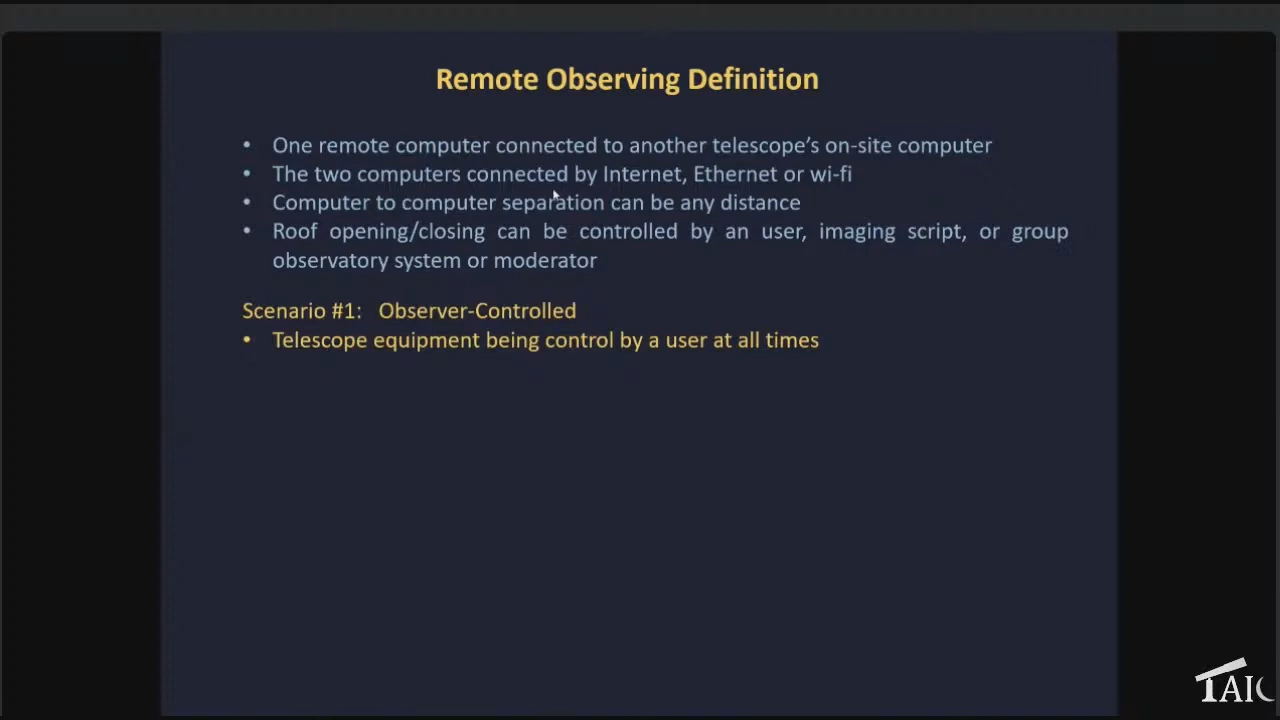 Remote Observing Definition
• One remote computer connected to another telescope's on-site computer
• The two computers connected by Internet, Ethernet or wi-fi
• Computer to computer separation can be any distance
• Roof opening/closing can be controlled by an user, imaging script, or group
observatory system or moderator
Scenario #1: Observer-Controlled
• Telescope equipment being control by a user at all times
TAIC